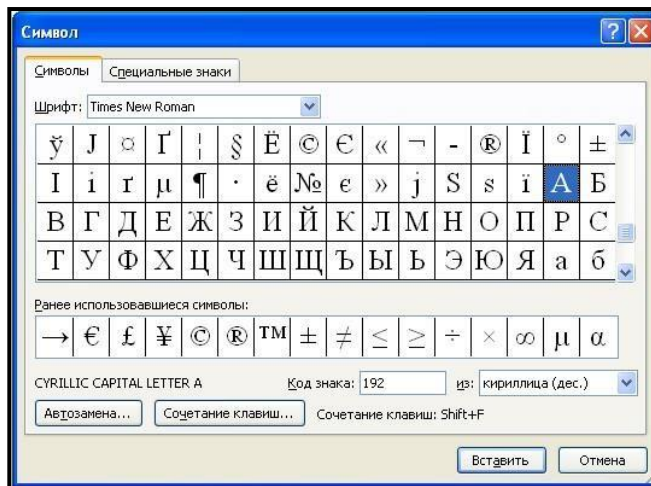 Символ
Символы Специальные знаки
Шрифт: Times New Roman
ў Ј ¤ Ґ ¦ § Ё © Є « ¬ - ® Ї ° ±
І і ґ µ ¶ · ё № є » ј Ѕ ѕ ї А Б
В Г Д Е Ж З И Й К Л М Н О П Р С
Т У Ф Х Ц Ч Ш Щ Ъ Ы Ь Э Ю Я а б
Ранее использовавшиеся символы:
→ € £ ¥ © ® ™ ± ≠ ≤ ≥ ÷ × ∞ µ α
CYRILLIC CAPITAL LETTER A Код знака: 192 из: кириллица (дес.)
Автозамена... Сочетание клавиш... Сочетание клавиш: Shift+F
Вставить Отмена